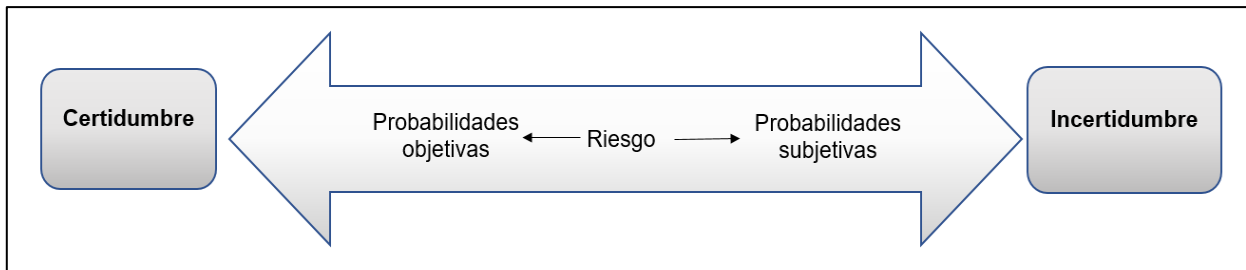 Certidumbre
Probabilidades
objetivas
Riesgo
Probabilidades
subjetivas
Incertidumbre